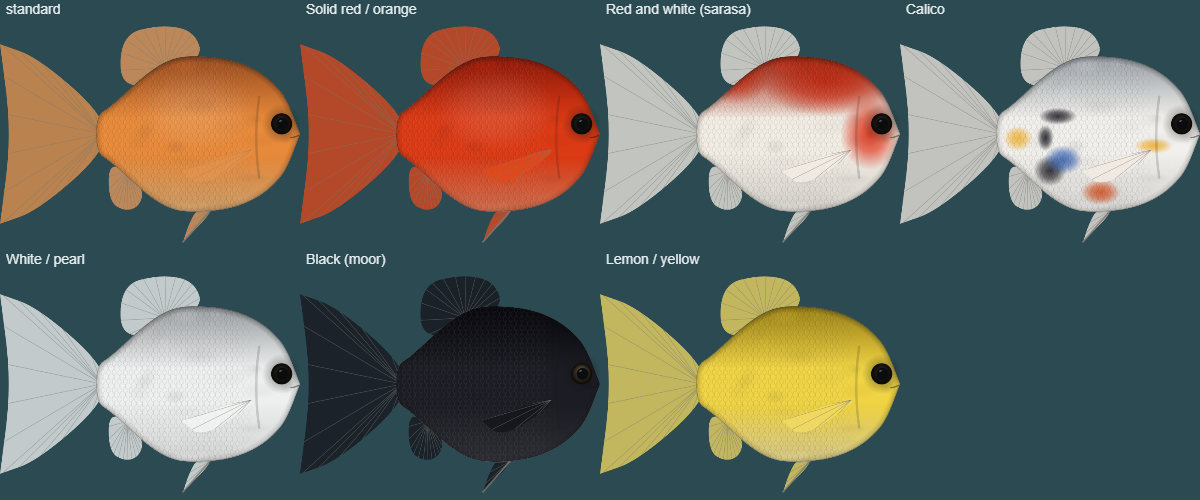 standard
Solid red / orange
Red and white (sarasa)
Calico
White / pearl
Black (moor)
Lemon / yellow